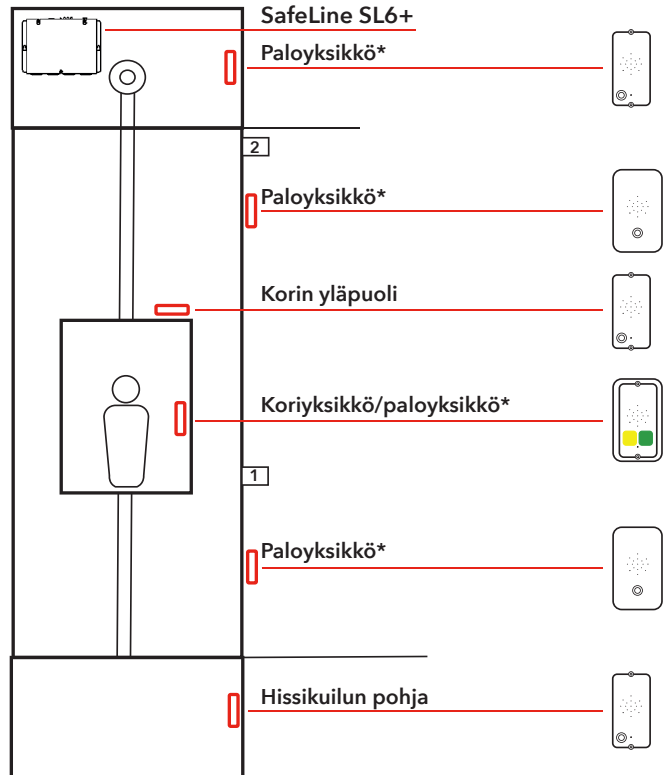 SafeLine SL6+
Paloyksikkö*
2
Paloyksikkö*
Korin yläpuoli
Koriyksikkö/paloyksikkö*
1
Paloyksikkö*
Hissikuilun pohja